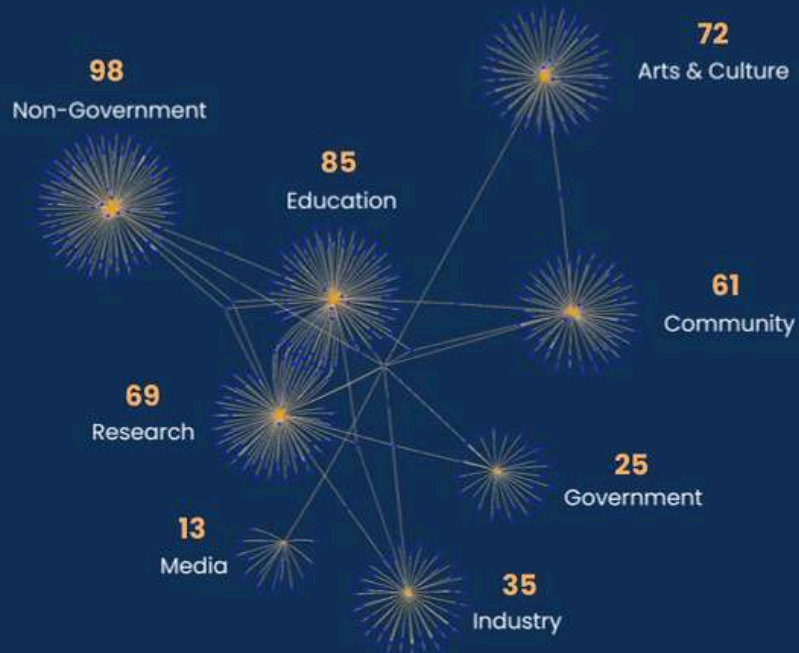 72
Arts & Culture
98
Non-Government
85
Education
61
Community
69
Research
25
Government
13
Media
35
Industry